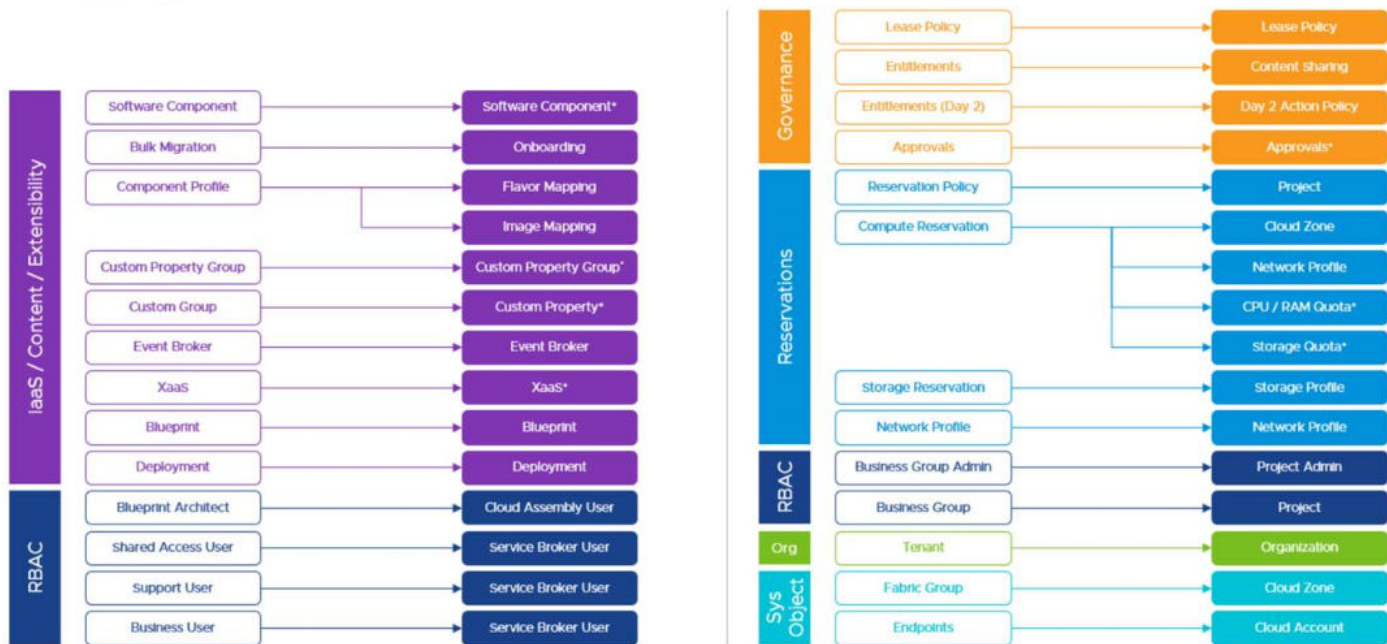 IaaS / Content / Extensibility
Software Component Software Component*
Bulk Migration Onboarding
Component Profile Flavor Mapping
Image Mapping
Custom Property Group Custom Property Group*
Custom Group Custom Property*
Event Broker Event Broker
XaaS XaaS*
Blueprint Blueprint
Deployment Deployment
RBAC
Blueprint Architect Cloud Assembly User
Shared Access User Service Broker User
Support User Service Broker User
Business User Service Broker User
Governance
Lease Policy Lease Policy
Entitlements Content Sharing
Entitlements (Day 2) Day 2 Action Policy
Approvals Approvals*
Reservations
Reservation Policy Project
Compute Reservation Cloud Zone
Network Profile
CPU / RAM Quota*
Storage Quota*
Storage Reservation Storage Profile
Network Profile Network Profile
RBAC
Business Group Admin Project Admin
Business Group Project
Org
Tenant Organization
Sys
Object
Fabric Group Cloud Zone
Endpoints Cloud Account